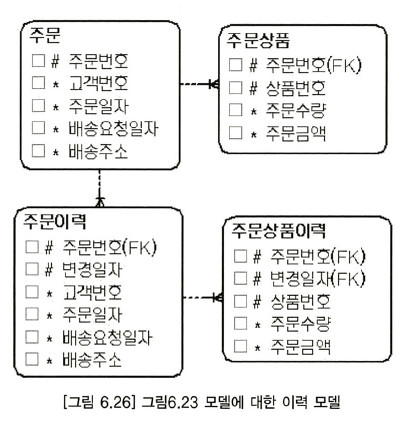 주문
□ # 주문번호
□ * 고객번호
□ * 주문일자
□ * 배송요청일자
□ * 배송주소
주문상품
□ # 주문번호(FK)
□ # 상품번호
□ * 주문수량
□ * 주문금액
주문이력
□ # 주문번호(FK)
□ # 변경일자
□ * 고객번호
□ * 주문일자
□ * 배송요청일자
□ * 배송주소
주문상품이력
□ # 주문번호(FK)
□ # 변경일자(FK)
□ # 상품번호
□ * 주문수량
□ * 주문금액
[그림 6.26] 그림6.23 모델에 대한 이력 모델